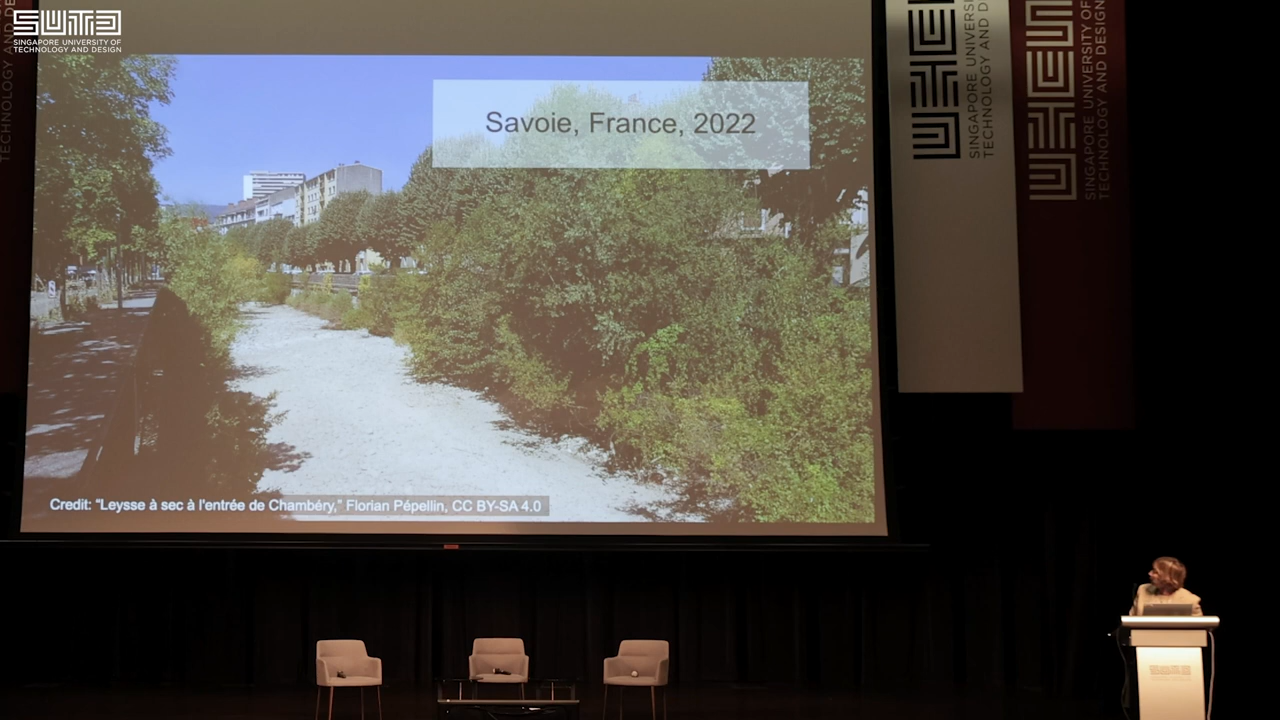 SUTD
SINGAPORE UNIVERSITY OF
TECHNOLOGY AND DESIGN
Savoie, France, 2022
Credit: “Leysse à sec à l'entrée de Chambéry,” Florian Pépellin, CC BY-SA 4.0
SINGAPORE UNIVERSITY OF
TECHNOLOGY AND DESIGN
SINGAPORE UNIVERSITY OF
TECHNOLOGY AND DESIGN